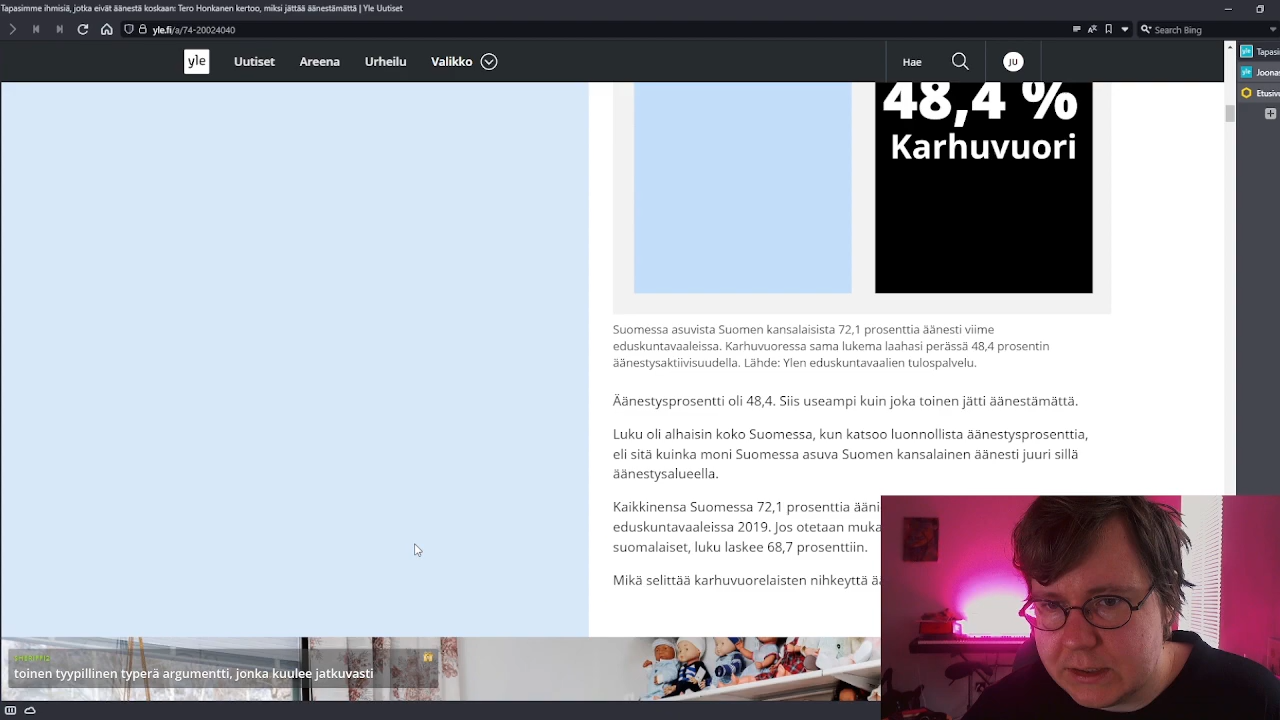 Tapasimme ihmisiä, jotka eivät äänestä koskaan: Tero Honkanen kertoo, miksi jättää äänestämättä | Yle Uutiset
yle.fi/a/74-20024040
Search Bing
yle
Uutiset
Areena
Urheilu
Valikko
Hae
JU
Tapasi
Joonas
Etusivu
48,4 %
Karhuvuori
Suomessa asuvista Suomen kansalaisista 72,1 prosenttia äänesti viime
eduskuntavaaleissa. Karhuvuoressa sama lukema laahasi perässä 48,4 prosentin
äänestysaktiivisuudella. Lähde: Ylen eduskuntavaalien tulospalvelu.
Äänestysprosentti oli 48,4. Siis useampi kuin joka toinen jätti äänestämättä.
Luku oli alhaisin koko Suomessa, kun katsoo luonnollista äänestysprosenttia,
eli sitä kuinka moni Suomessa asuva Suomen kansalainen äänesti juuri sillä
äänestysalueella.
Kaikkinensa Suomessa 72,1 prosenttia ääni
eduskuntavaaleissa 2019. Jos otetaan muka
suomalaiset, luku laskee 68,7 prosenttiin.
Mikä selittää karhuvuorelaisten nihkeyttä ä
toinen tyypillinen typerä argumentti, jonka kuulee jatkuvasti